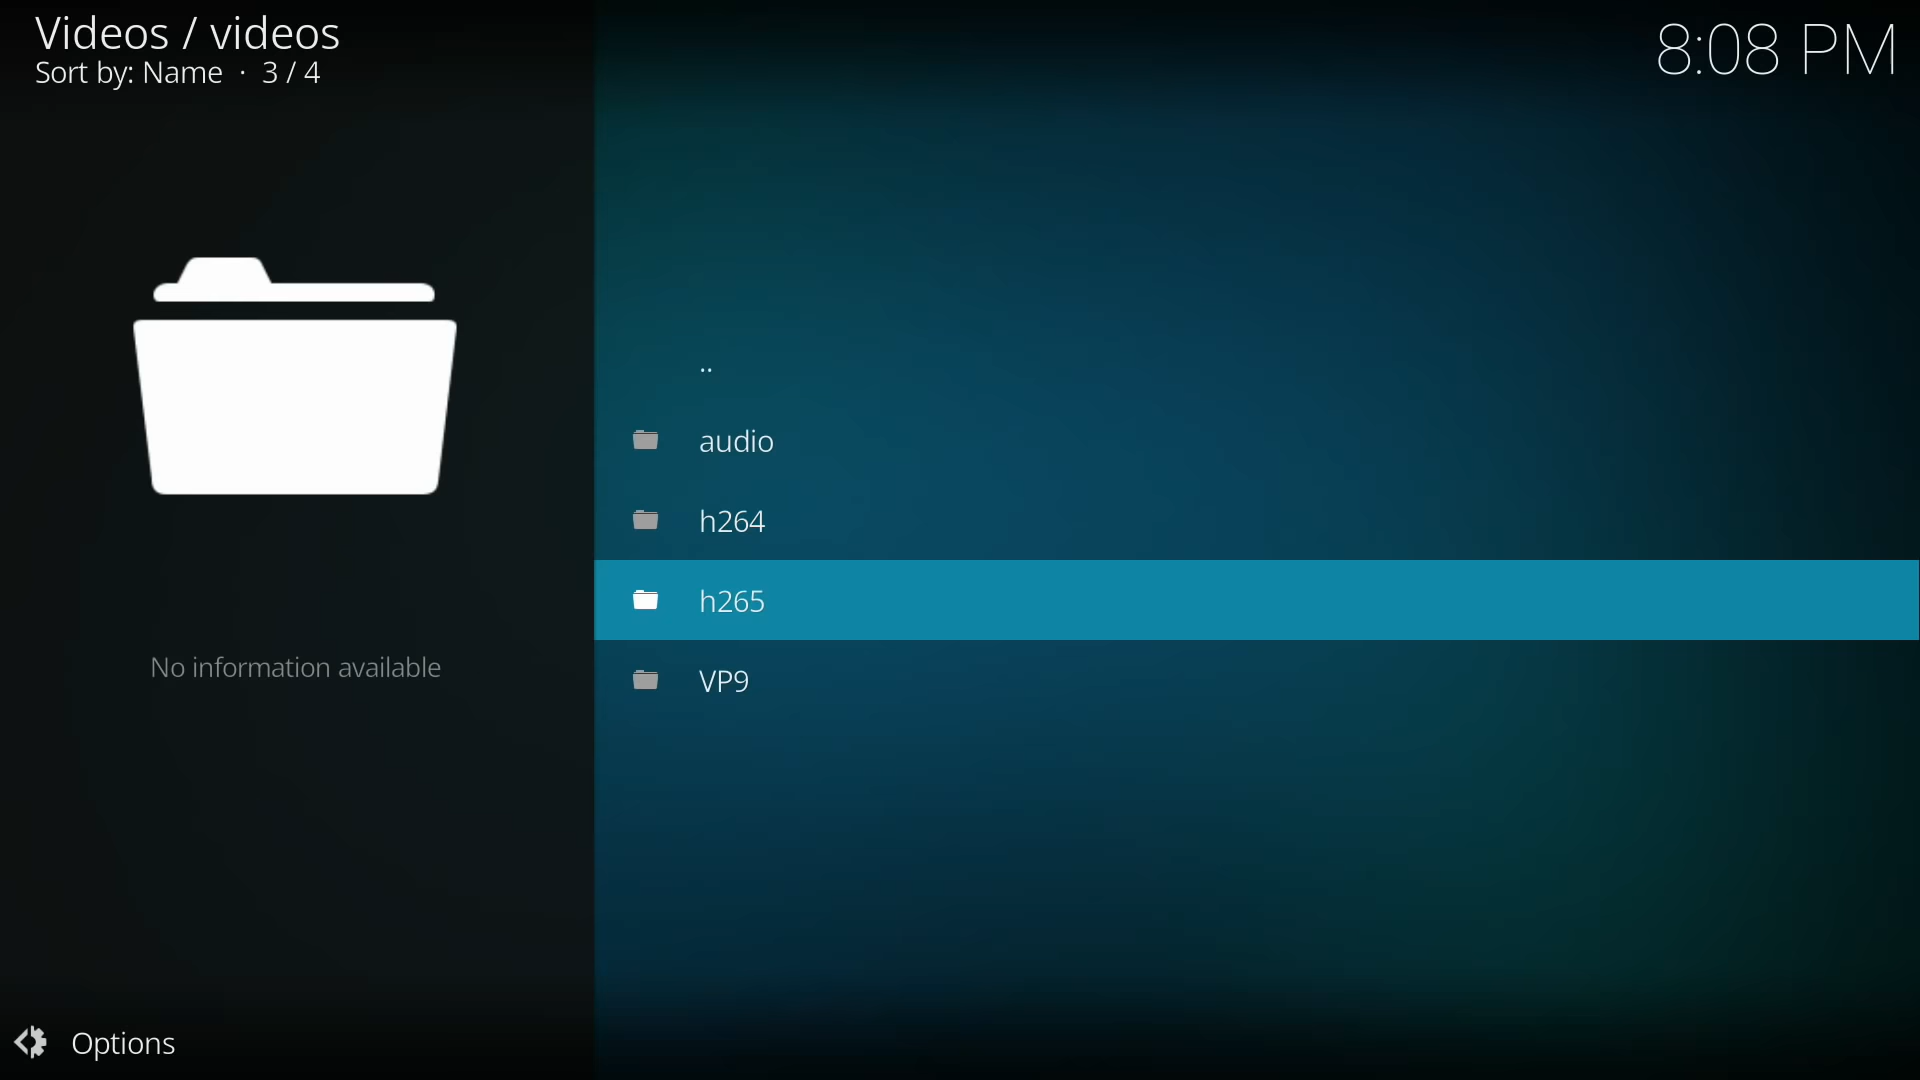 Videos / videos
Sort by: Name · 3 / 4
8:08 PM
..
audio
h264
h265
VP9
No information available
Options